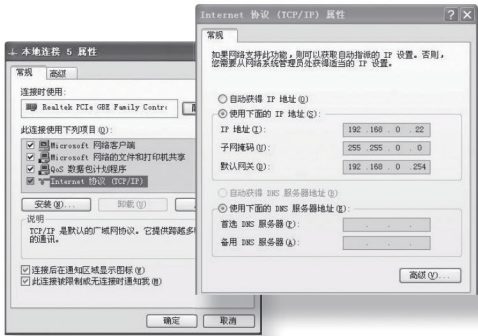 本地连接 5 属性
常规 高级
连接时使用:
Realtek PCIe GBE Family Contr
此连接使用下列项目(O):
Microsoft 网络客户端
Microsoft 网络的文件和打印机共享
QoS 数据包计划程序
Internet 协议 (TCP/IP)
安装(N)... 卸载(U)
说明
TCP/IP 是默认的广域网协议。它提供跨越多
的通讯。
连接后在通知区域显示图标(W)
此连接被限制或无连接时通知我(M)
确定 取消
Internet 协议 (TCP/IP) 属性
常规
如果网络支持此功能，则可以获取自动指派的 IP 设置。否则，
您需要从网络系统管理员处获得适当的 IP 设置。
自动获得 IP 地址(O)
使用下面的 IP 地址(S):
IP 地址(I): 192 .168 . 0 . 22
子网掩码(U): 255 .255 . 0 . 0
默认网关(D): 192 .168 . 0 .254
自动获得 DNS 服务器地址(B)
使用下面的 DNS 服务器地址(E):
首选 DNS 服务器(P): . . .
备用 DNS 服务器(A): . . .
高级(V)...